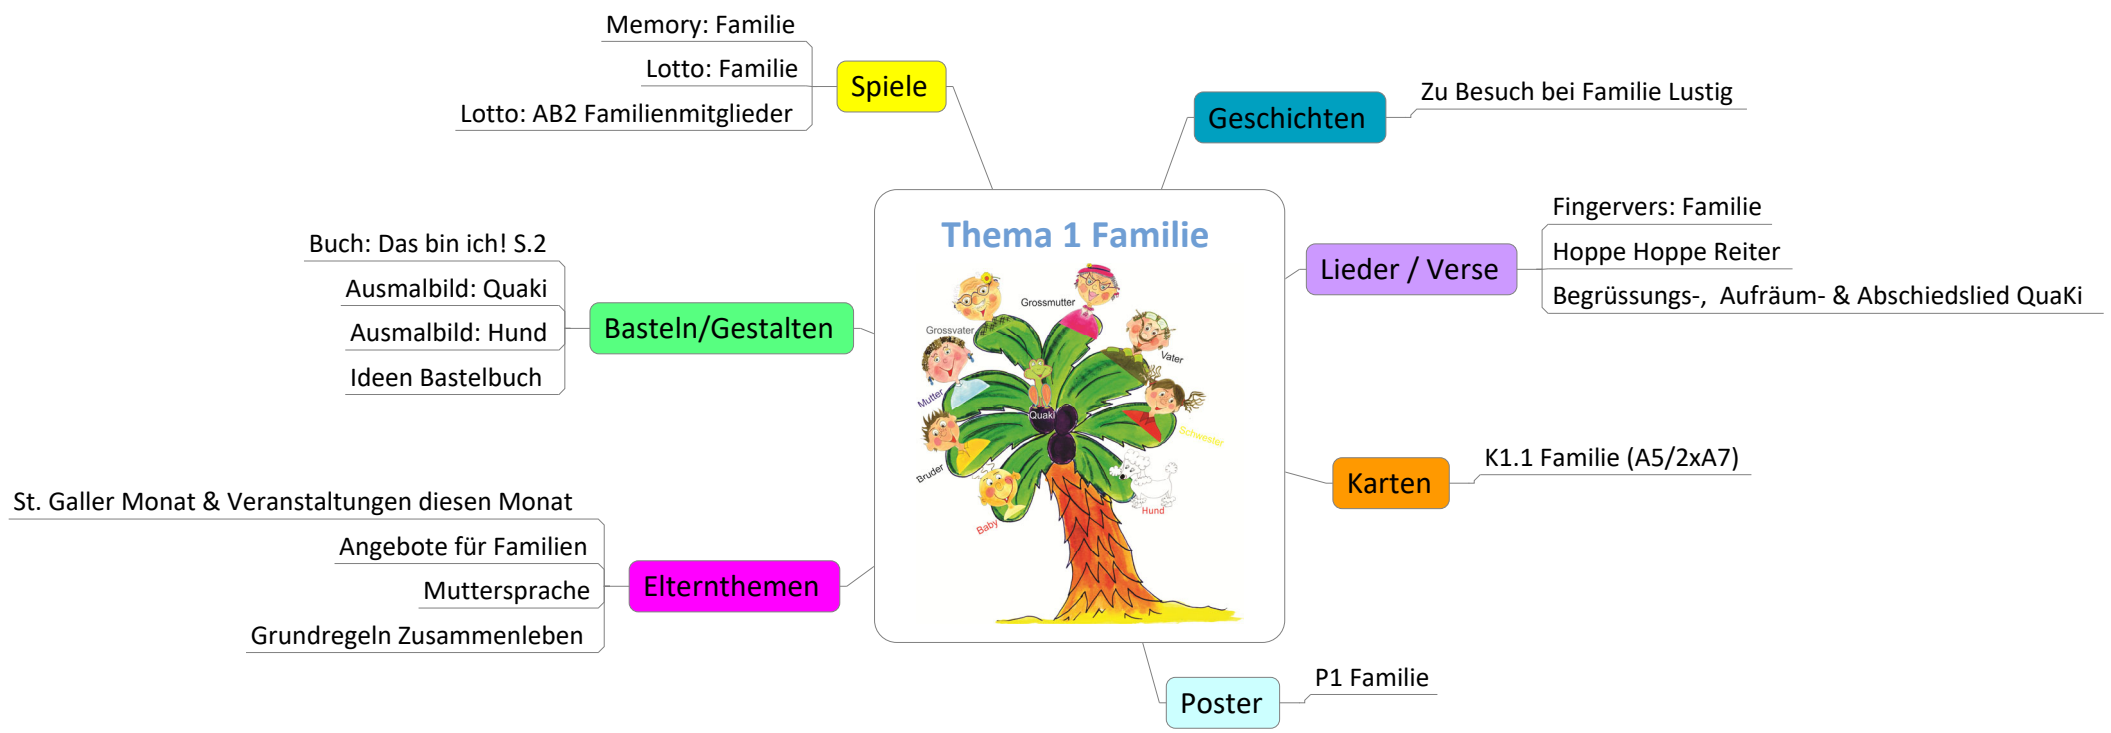 Memory: Familie
Lotto: Familie
Lotto: AB2 Familienmitglieder
Spiele
Geschichten
Zu Besuch bei Familie Lustig
Thema 1 Familie
Grossmutter
Grossvater
Vater
Mutter
Quaki
Schwester
Bruder
Hund
Baby
Lieder / Verse
Fingervers: Familie
Hoppe Hoppe Reiter
Begrüssungs-, Aufräum- & Abschiedslied QuaKi
Buch: Das bin ich! S.2
Ausmalbild: Quaki
Ausmalbild: Hund
Ideen Bastelbuch
Basteln/Gestalten
Karten
K1.1 Familie (A5/2xA7)
St. Galler Monat & Veranstaltungen diesen Monat
Angebote für Familien
Muttersprache
Grundregeln Zusammenleben
Elternthemen
Poster
P1 Familie